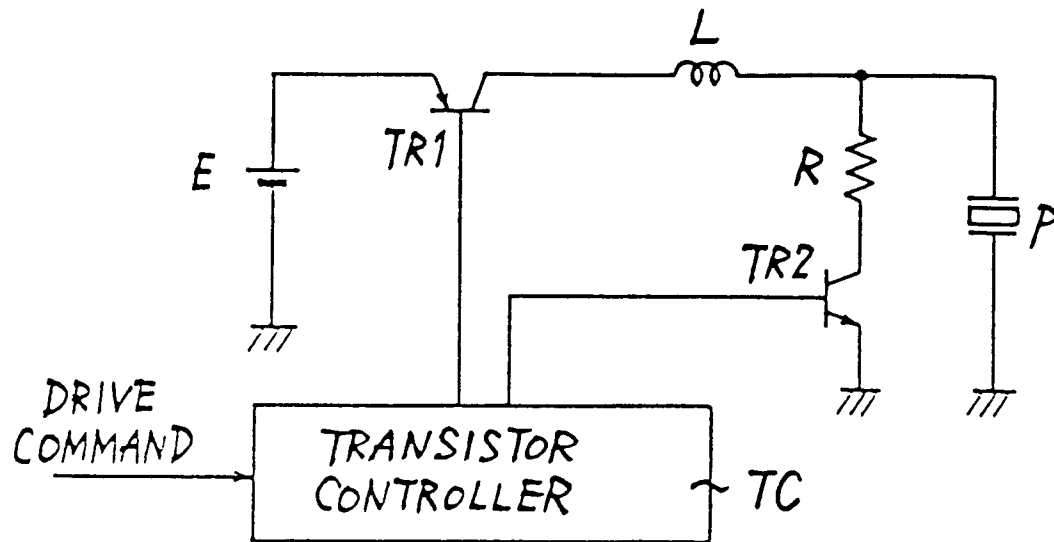 L
TR1
E
R
P
TR2
DRIVE
COMMAND
TRANSISTOR
CONTROLLER
TC